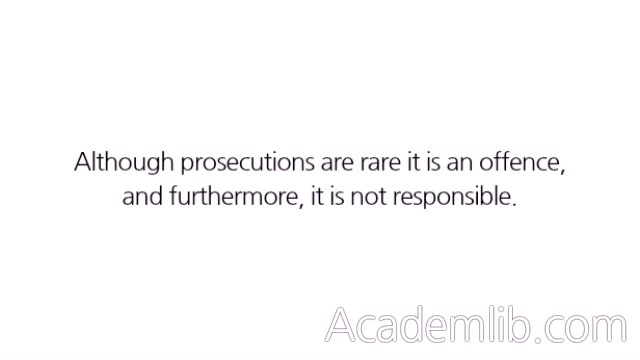 Although prosecutions are rare it is an offence,
and furthermore, it is not responsible.
Academlib.com